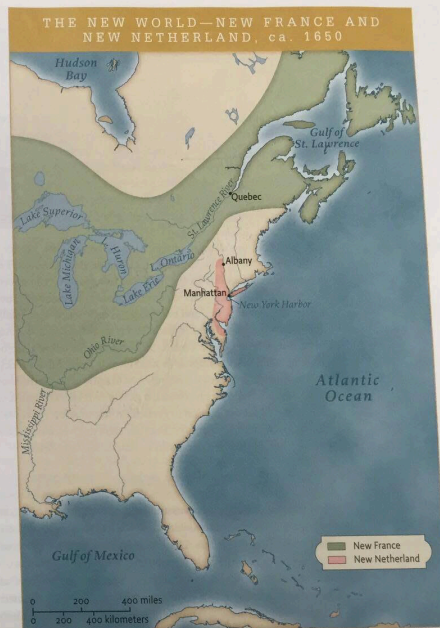 THE NEW WORLD—NEW FRANCE AND
NEW NETHERLAND, ca. 1650
Hudson
Bay
Gulf of
St. Lawrence
Quebec
St. Lawrence River
Lake Superior
Lake Michigan
Huron
L. Ontario
Lake Erie
Albany
Manhattan
New York Harbor
Ohio River
Mississippi River
Atlantic
Ocean
Gulf of Mexico
New France
New Netherland
0 200 400 miles
0 200 400 kilometers